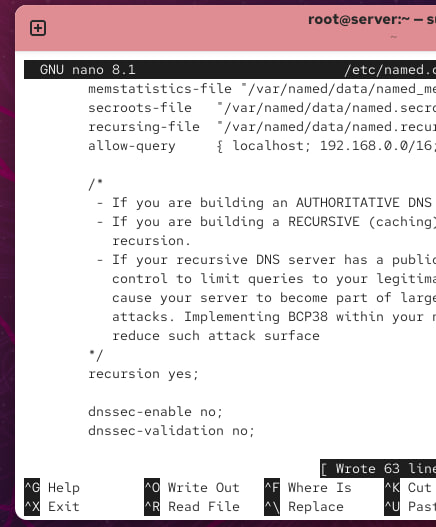 root@server:~ — su
~
GNU nano 8.1 /etc/named.c
memstatistics-file "/var/named/data/named_me
secroots-file "/var/named/data/named.secro
recursing-file "/var/named/data/named.recur
allow-query { localhost; 192.168.0.0/16;
/*
- If you are building an AUTHORITATIVE DNS
- If you are building a RECURSIVE (caching)
recursion.
- If your recursive DNS server has a public
control to limit queries to your legitima
cause your server to become part of large
attacks. Implementing BCP38 within your n
reduce such attack surface
*/
recursion yes;
dnssec-enable no;
dnssec-validation no;
[ Wrote 63 line
^G Help ^O Write Out ^F Where Is ^K Cut
^X Exit ^R Read File ^\ Replace ^U Past